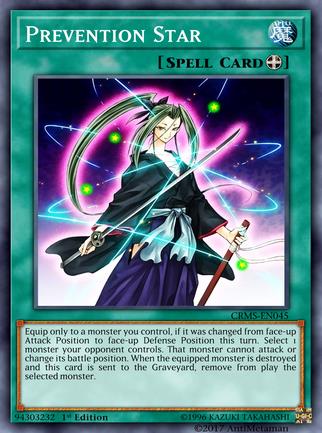 Prevention Star
[Spell Card]
CRMS-EN045
Equip only to a monster you control, if it was changed from face-up
Attack Position to face-up Defense Position this turn. Select 1
monster your opponent controls. That monster cannot attack or
change its battle position. When the equipped monster is destroyed
and this card is sent to the Graveyard, remove from play the
selected monster.
94303232 1st Edition ©1996 KAZUKI TAKAHASHI
©2017 AntiMetaman